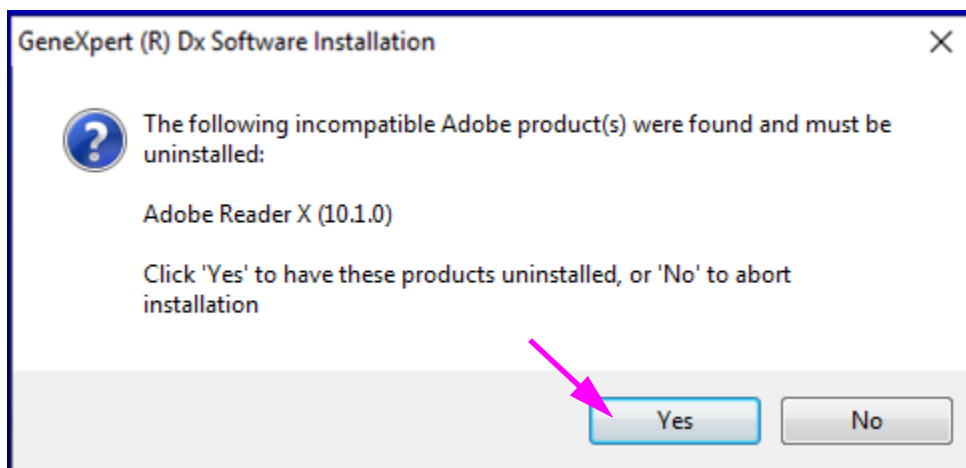 GeneXpert (R) Dx Software Installation
The following incompatible Adobe product(s) were found and must be
uninstalled:
Adobe Reader X (10.1.0)
Click 'Yes' to have these products uninstalled, or 'No' to abort
installation
Yes No